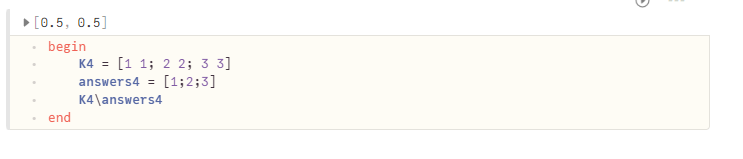 [0.5, 0.5]
begin
K4 = [1 1; 2 2; 3 3]
answers4 = [1;2;3]
K4\answers4
end